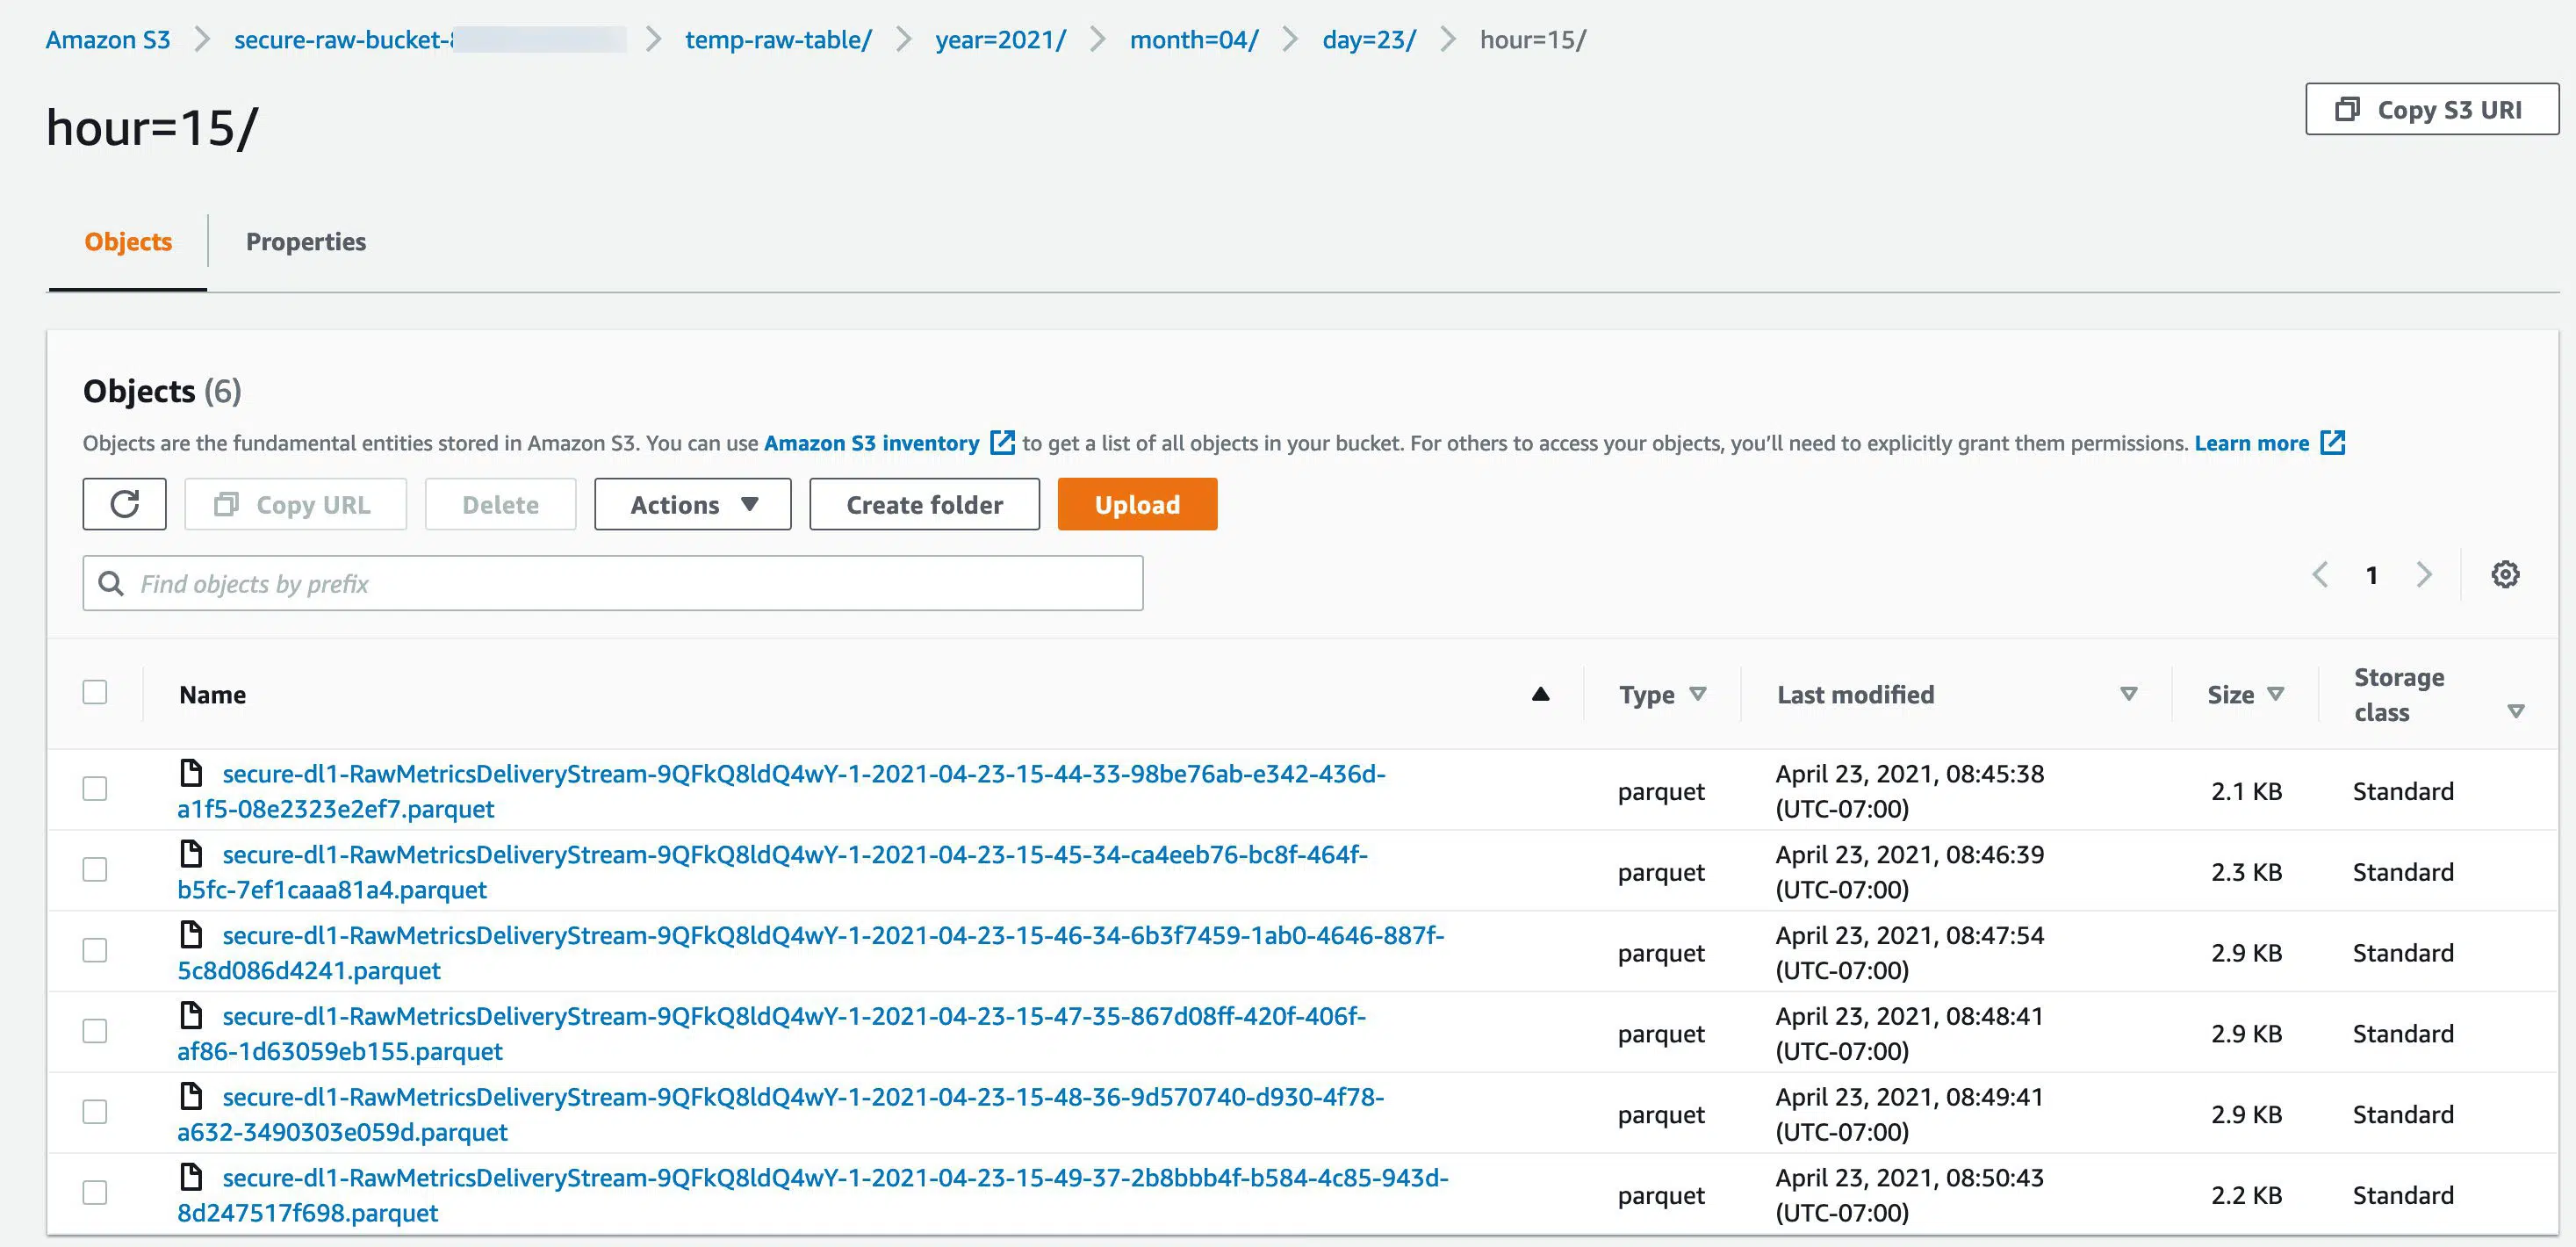 Amazon S3 > secure-raw-bucket- > temp-raw-table/ > year=2021/ > month=04/ > day=23/ > hour=15/
hour=15/
Copy S3 URI
Objects
Properties
Objects (6)
Objects are the fundamental entities stored in Amazon S3. You can use Amazon S3 inventory to get a list of all objects in your bucket. For others to access your objects, you’ll need to explicitly grant them permissions. Learn more
Copy URL Delete Actions Create folder Upload
Find objects by prefix
1
Name Type Last modified Size Storage
class
secure-dl1-RawMetricsDeliveryStream-9QFkQ8ldQ4wY-1-2021-04-23-15-44-33-98be76ab-e342-436d- April 23, 2021, 08:45:38
parquet 2.1 KB Standard
a1f5-08e2323e2ef7.parquet (UTC-07:00)
secure-dl1-RawMetricsDeliveryStream-9QFkQ8ldQ4wY-1-2021-04-23-15-45-34-ca4eeb76-bc8f-464f- April 23, 2021, 08:46:39
parquet 2.3 KB Standard
b5fc-7ef1caaa81a4.parquet (UTC-07:00)
secure-dl1-RawMetricsDeliveryStream-9QFkQ8ldQ4wY-1-2021-04-23-15-46-34-6b3f7459-1ab0-4646-887f- April 23, 2021, 08:47:54
parquet 2.9 KB Standard
5c8d086d4241.parquet (UTC-07:00)
secure-dl1-RawMetricsDeliveryStream-9QFkQ8ldQ4wY-1-2021-04-23-15-47-35-867d08ff-420f-406f- April 23, 2021, 08:48:41
parquet 2.9 KB Standard
af86-1d63059eb155.parquet (UTC-07:00)
secure-dl1-RawMetricsDeliveryStream-9QFkQ8ldQ4wY-1-2021-04-23-15-48-36-9d570740-d930-4f78- April 23, 2021, 08:49:41
parquet 2.9 KB Standard
a632-3490303e059d.parquet (UTC-07:00)
secure-dl1-RawMetricsDeliveryStream-9QFkQ8ldQ4wY-1-2021-04-23-15-49-37-2b8bbb4f-b584-4c85-943d- April 23, 2021, 08:50:43
parquet 2.2 KB Standard
8d247517f698.parquet (UTC-07:00)